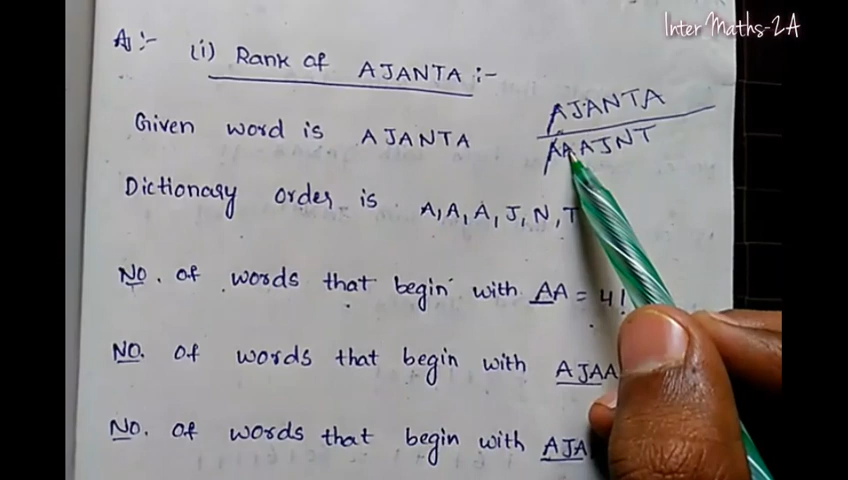 Inter Maths-2A
A :- (i) Rank of AJANTA :-
AJANTA
Given word is AJANTA
AAAJNT
Dictionary order is A, A, A, J, N, T
No. of words that begin with AA = 4!
No. of words that begin with AJAA
No. of words that begin with AJA